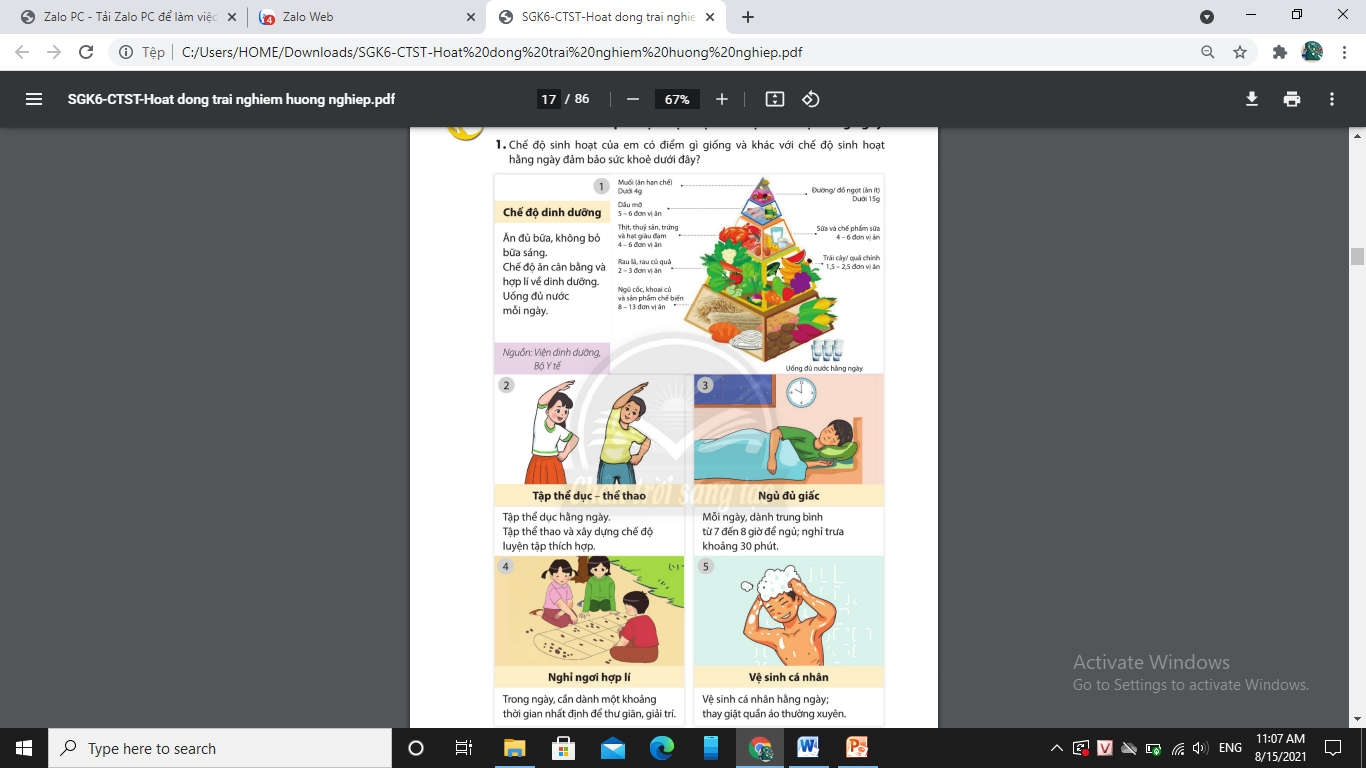 Zalo PC - Tải Zalo PC để làm việc
Zalo Web
SGK6-CTST-Hoat dong trai nghie
Tệp
C:/Users/HOME/Downloads/SGK6-CTST-Hoat%20dong%20trai%20nghiem%20huong%20nghiep.pdf
SGK6-CTST-Hoat dong trai nghiem huong nghiep.pdf
17 / 86
67%
1. Chế độ sinh hoạt của em có điểm gì giống và khác với chế độ sinh hoạt
hằng ngày đảm bảo sức khoẻ dưới đây?
1
Chế độ dinh dưỡng
Ăn đủ bữa, không bỏ
bữa sáng.
Chế độ ăn cân bằng và
hợp lí về dinh dưỡng.
Uống đủ nước
mỗi ngày.
Nguồn: Viện dinh dưỡng,
Bộ Y tế
Muối (ăn hạn chế)
Dưới 4g
Dầu mỡ
5 – 6 đơn vị ăn
Thịt, thuỷ sản, trứng
và hạt giàu đạm
4 – 6 đơn vị ăn
Rau lá, rau củ quả
2 – 3 đơn vị ăn
Ngũ cốc, khoai củ
và sản phẩm chế biến
8 – 13 đơn vị ăn
Đường/ đồ ngọt (ăn ít)
Dưới 15g
Sữa và chế phẩm sữa
4 – 6 đơn vị ăn
Trái cây/ quả chính
1,5 – 2,5 đơn vị ăn
Uống đủ nước hằng ngày
2
Tập thể dục – thể thao
Tập thể dục hằng ngày.
Tập thể thao và xây dựng chế độ
luyện tập thích hợp.
3
Ngủ đủ giấc
Mỗi ngày, dành trung bình
từ 7 đến 8 giờ để ngủ; nghỉ trưa
khoảng 30 phút.
4
Nghỉ ngơi hợp lí
Trong ngày, cần dành một khoảng
thời gian nhất định để thư giãn, giải trí.
5
Vệ sinh cá nhân
Vệ sinh cá nhân hằng ngày;
thay giặt quần áo thường xuyên.
Chân trời sáng tạo
Activate Windows
Go to Settings to activate Windows.
Type here to search
ENG
11:07 AM
8/15/2021